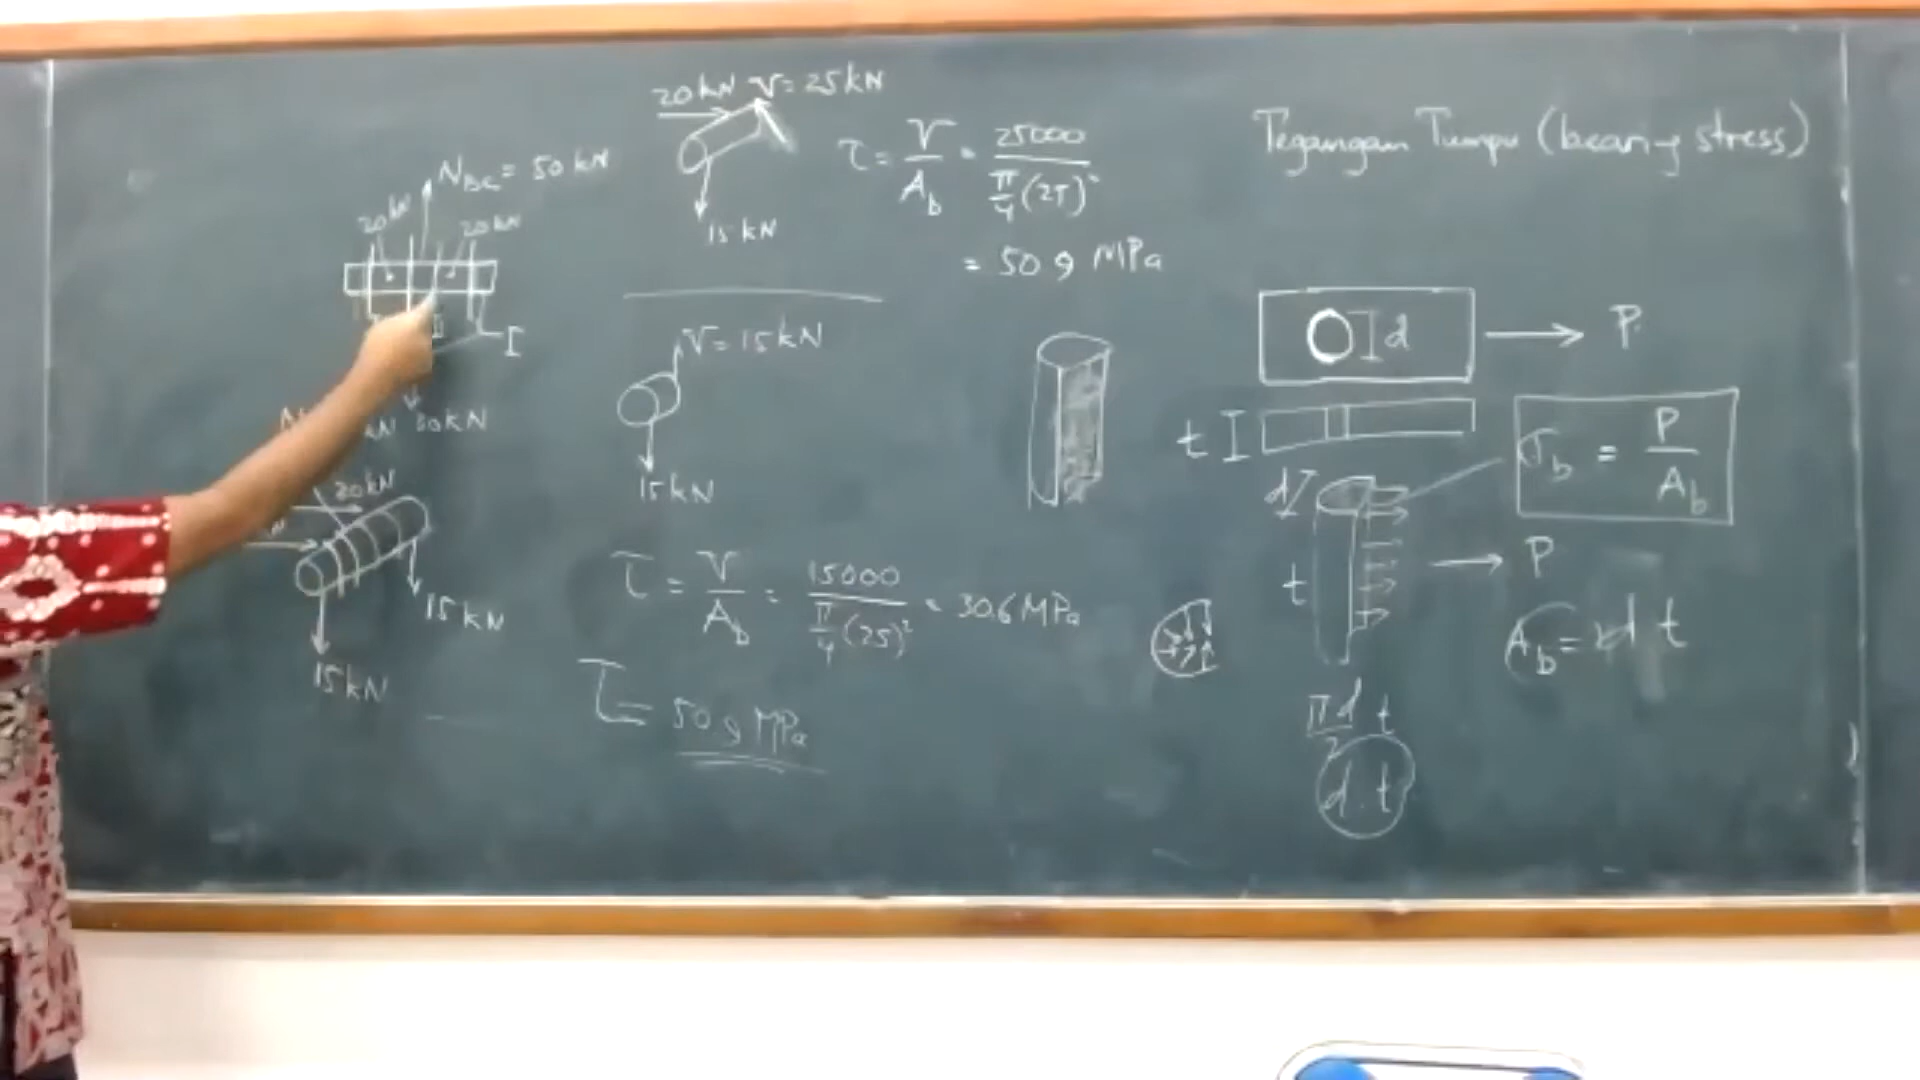 N_BC = 50 kN
20 kN
20 kN
I
30 kN
20 kN
15 kN
15 kN
20 kN V = 25 kN
15 kN
τ = V / A_b = 25000 / (π/4 (25)²
= 50 9 MPa
V = 15 kN
15 kN
τ = V / A_b = 15000 / (π/4 (25)² = 30.6 MPa
τ = 50 9 MPa
Tegangan Tumpu (bearing stress)
d
P
t
σ_b = P / A_b
d
t
P
A_b = d t
πd/2 t
d . t